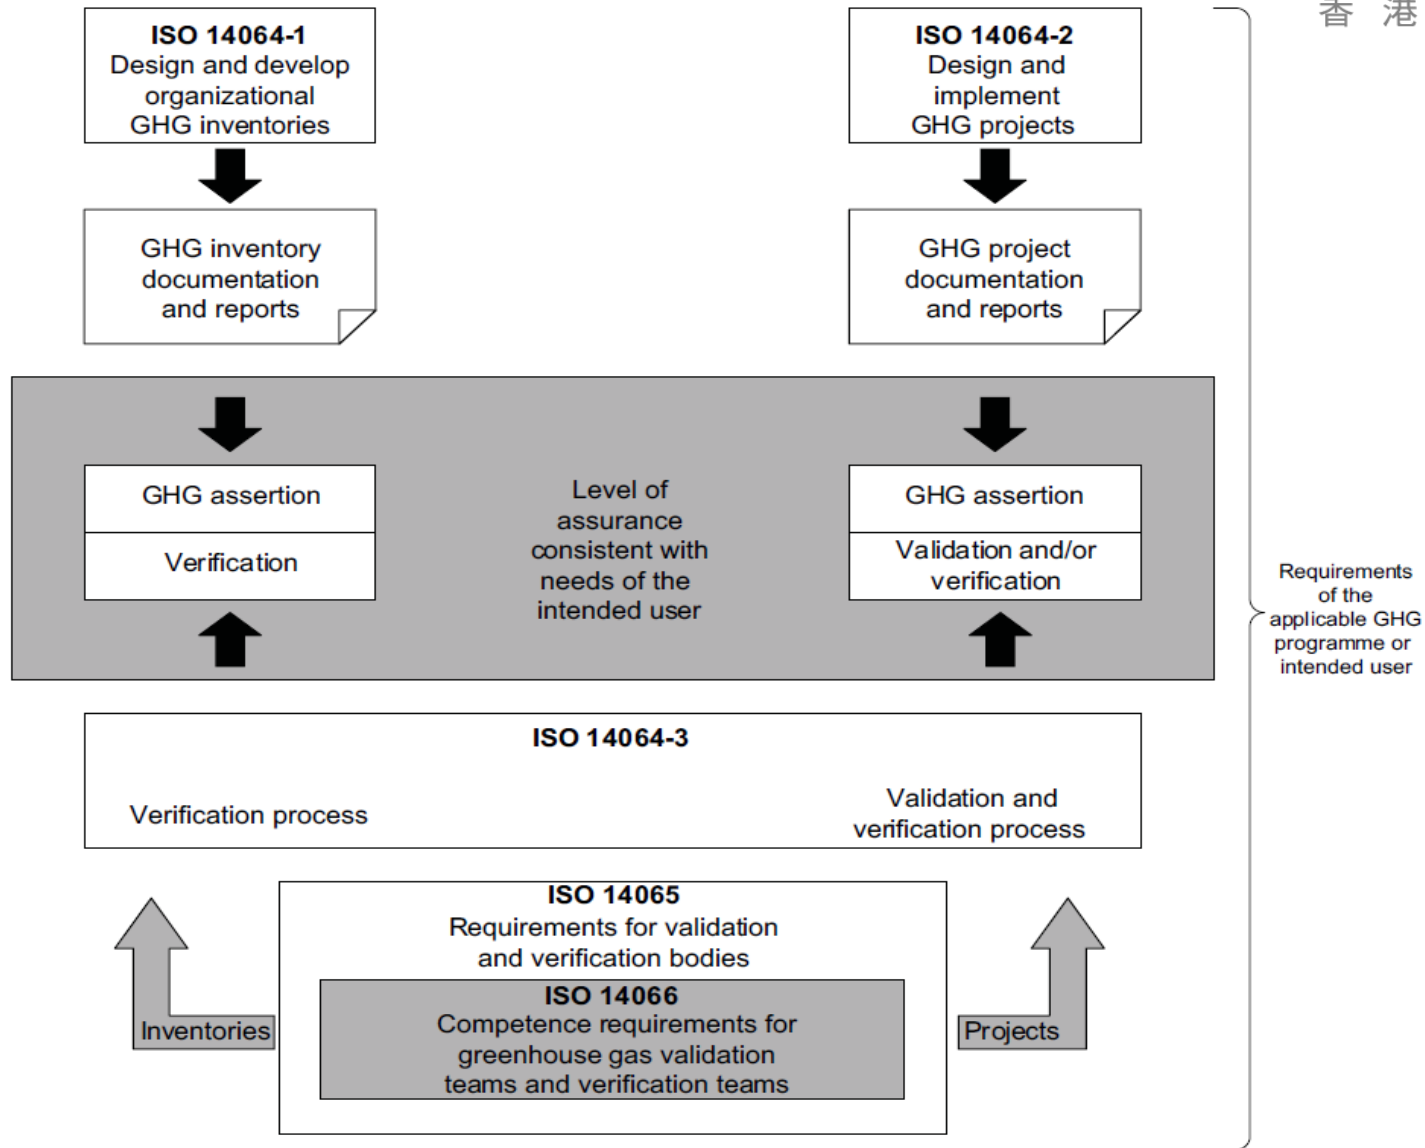 香 港
ISO 14064-1
Design and develop
organizational
GHG inventories
ISO 14064-2
Design and
implement
GHG projects
GHG inventory
documentation
and reports
GHG project
documentation
and reports
GHG assertion
Verification
Level of
assurance
consistent with
needs of the
intended user
GHG assertion
Validation and/or
verification
Requirements
of the
applicable GHG
programme or
intended user
ISO 14064-3
Verification process
Validation and
verification process
ISO 14065
Requirements for validation
and verification bodies
ISO 14066
Competence requirements for
greenhouse gas validation
teams and verification teams
Inventories
Projects